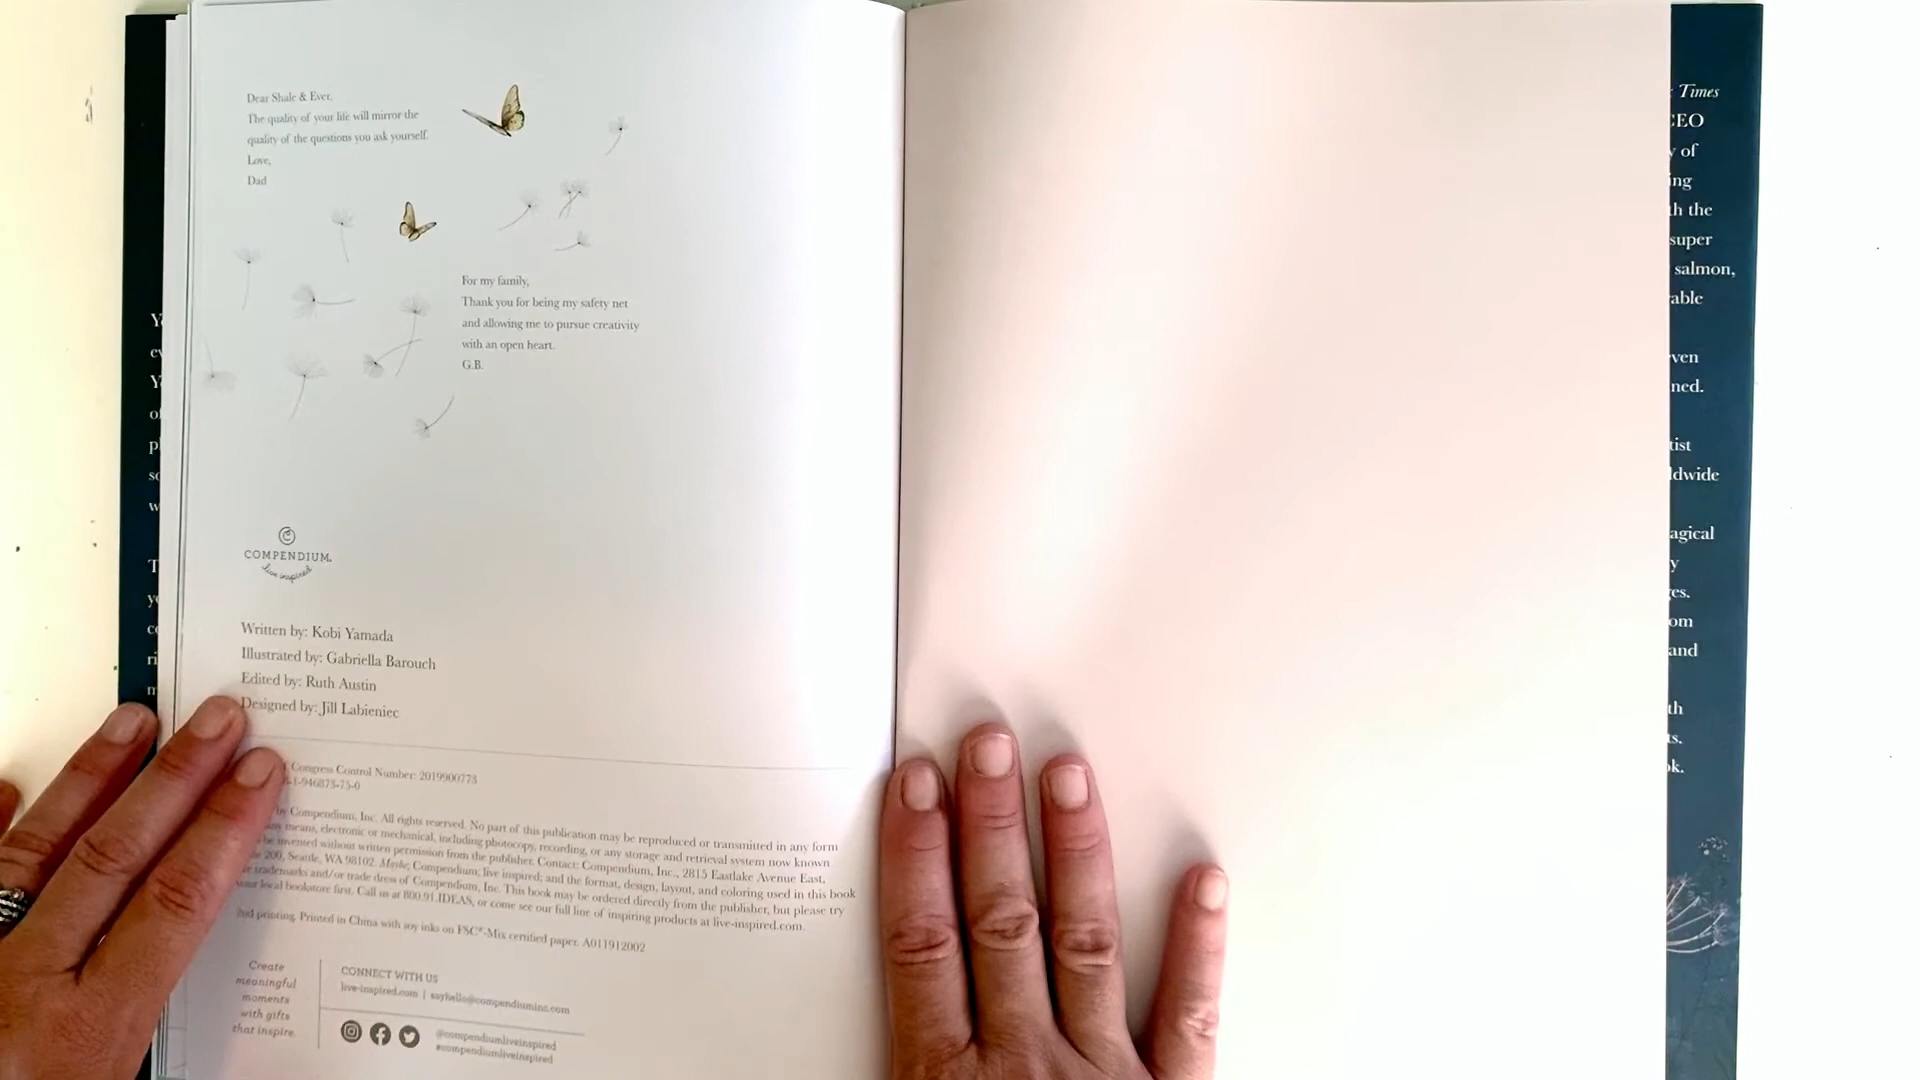 Dear Shale & Ever,
The quality of your life will mirror the
quality of the questions you ask yourself.
Love,
Dad
For my family,
Thank you for being my safety net
and allowing me to pursue creativity
with an open heart.
G.B.
COMPENDIUM.
live inspired
Written by: Kobi Yamada
Illustrated by: Gabriella Barouch
Edited by: Ruth Austin
Designed by: Jill Labieniec
Congress Control Number: 2019900773
1-946873-75-0
by Compendium, Inc. All rights reserved. No part of this publication may be reproduced or transmitted in any form
any means, electronic or mechanical, including photocopy, recording, or any storage and retrieval system now known
be invented without written permission from the publisher. Contact: Compendium, Inc., 2815 Eastlake Avenue East,
200, Seattle, WA 98102. Maybe; Compendium; live inspired; and the format, design, layout, and coloring used in this book
trademarks and/or trade dress of Compendium, Inc. This book may be ordered directly from the publisher, but please try
your local bookstore first. Call us at 800.91.IDEAS, or come see our full line of inspiring products at live-inspired.com.
2nd printing. Printed in China with soy inks on FSC®-Mix certified paper. A011912002
Create
meaningful
moments
with gifts
that inspire.
CONNECT WITH US
live-inspired.com | sayhello@compendiuminc.com
@compendiumliveinspired
#compendiumliveinspired
Times
CEO
of
ing
the
super
salmon,
able
ven
ned.
tist
ldwide
agical
y
es.
om
and
th
ts.
ok.